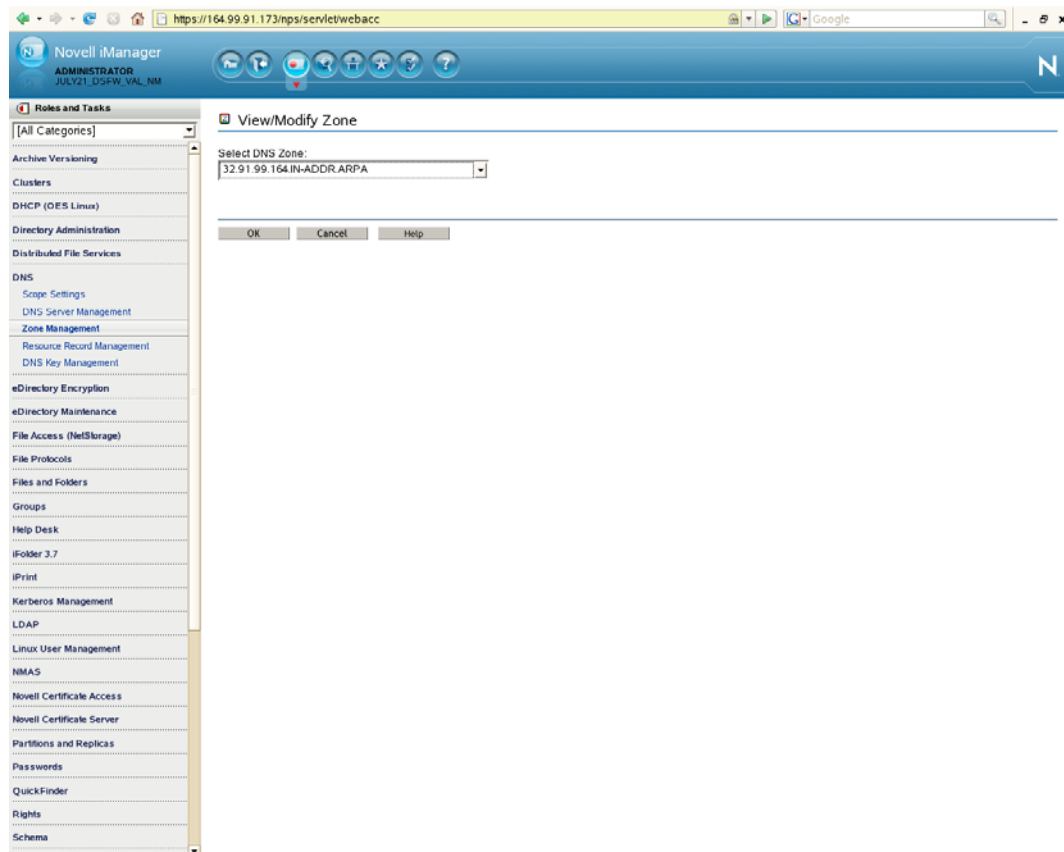 https://164.99.91.173/nps/servlet/webacc
G
Google
Novell iManager
ADMINISTRATOR
JULY21_DSFW_VAL_NM
N
Roles and Tasks
[All Categories]
Archive Versioning
Clusters
DHCP (OES Linux)
Directory Administration
Distributed File Services
DNS
Scope Settings
DNS Server Management
Zone Management
Resource Record Management
DNS Key Management
eDirectory Encryption
eDirectory Maintenance
File Access (NetStorage)
File Protocols
Files and Folders
Groups
Help Desk
iFolder 3.7
iPrint
Kerberos Management
LDAP
Linux User Management
NMAS
Novell Certificate Access
Novell Certificate Server
Partitions and Replicas
Passwords
QuickFinder
Rights
Schema
View/Modify Zone
Select DNS Zone:
32.91.99.164.IN-ADDR.ARPA
OK Cancel Help